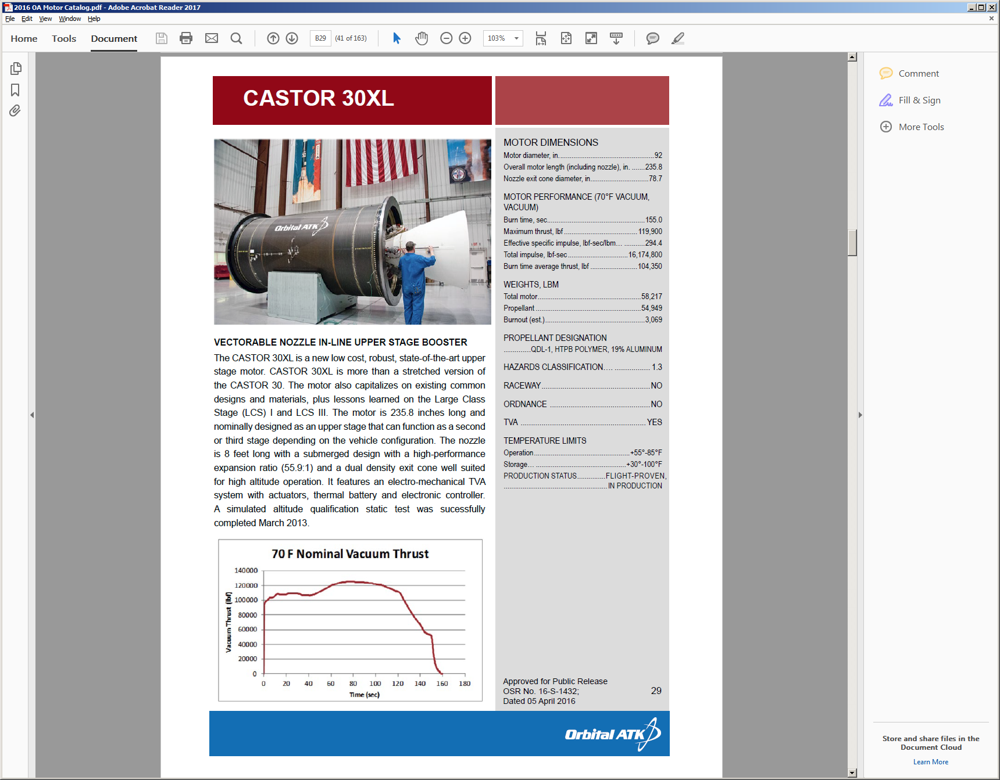 2016 OA Motor Catalog.pdf - Adobe Acrobat Reader 2017
File Edit View Window Help
Home Tools Document B29 (41 of 163) 103%
CASTOR 30XL
Orbital ATK
VECTORABLE NOZZLE IN-LINE UPPER STAGE BOOSTER
The CASTOR 30XL is a new low cost, robust, state-of-the-art upper
stage motor. CASTOR 30XL is more than a stretched version of
the CASTOR 30. The motor also capitalizes on existing common
designs and materials, plus lessons learned on the Large Class
Stage (LCS) I and LCS III. The motor is 235.8 inches long and
nominally designed as an upper stage that can function as a second
or third stage depending on the vehicle configuration. The nozzle
is 8 feet long with a submerged design with a high-performance
expansion ratio (55.9:1) and a dual density exit cone well suited
for high altitude operation. It features an electro-mechanical TVA
system with actuators, thermal battery and electronic controller.
A simulated altitude qualification static test was sucessfully
completed March 2013.
70 F Nominal Vacuum Thrust
Vacuum Thrust (lbf)
140000
120000
100000
80000
60000
40000
20000
0
0 20 40 60 80 100 120 140 160 180
Time (sec)
MOTOR DIMENSIONS
Motor diameter, in.................................................92
Overall motor length (including nozzle), in. .......235.8
Nozzle exit cone diameter, in...............................78.7
MOTOR PERFORMANCE (70°F VACUUM,
VACUUM)
Burn time, sec....................................................155.0
Maximum thrust, lbf.......................................119,900
Effective specific impulse, lbf-sec/lbm... ...........294.4
Total impulse, lbf-sec................................16,174,800
Burn time average thrust, lbf.........................104,350
WEIGHTS, LBM
Total motor.......................................................58,217
Propellant........................................................54,949
Burnout (est.).....................................................3,069
PROPELLANT DESIGNATION
.............QDL-1, HTPB POLYMER, 19% ALUMINUM
HAZARDS CLASSIFICATION.... ................. 1.3
RACEWAY...................................................NO
ORDNANCE ...............................................NO
TVA ...........................................................YES
TEMPERATURE LIMITS
Operation...................................................+55°-85°F
Storage... ................................................+30°-100°F
PRODUCTION STATUS..............FLIGHT-PROVEN,
......................................................IN PRODUCTION
Approved for Public Release
OSR No. 16-S-1432;
Dated 05 April 2016
29
Orbital ATK
Comment
Fill & Sign
More Tools
Store and share files in the
Document Cloud
Learn More